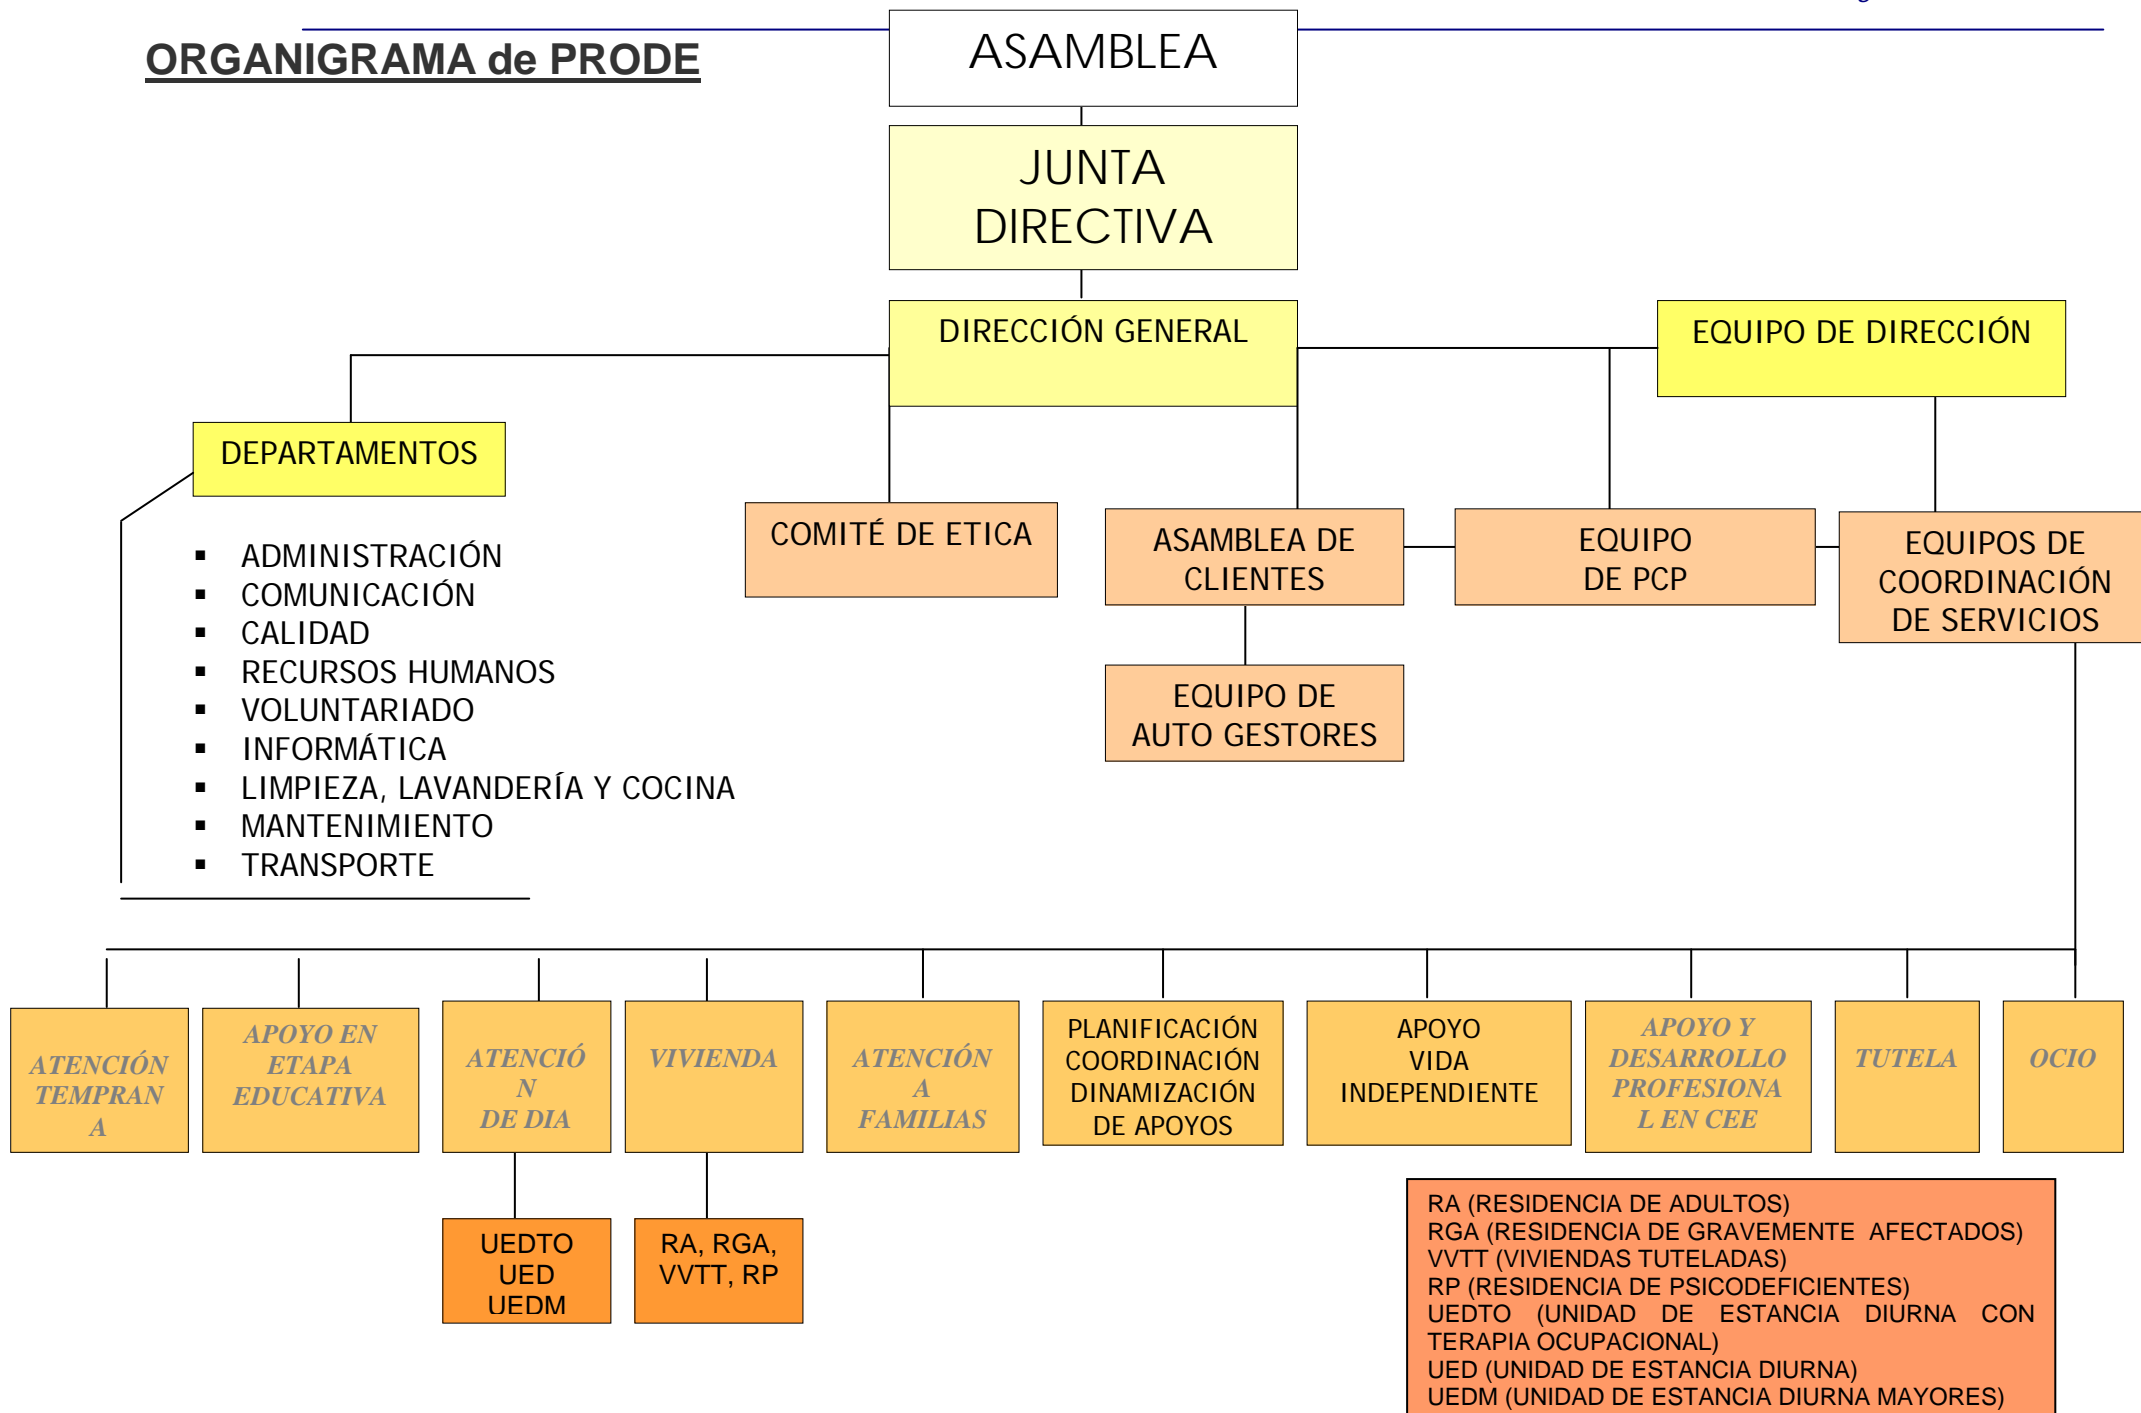 ORGANIGRAMA de PRODE
ASAMBLEA
JUNTA
DIRECTIVA
DIRECCIÓN GENERAL
EQUIPO DE DIRECCIÓN
DEPARTAMENTOS
▪ ADMINISTRACIÓN
▪ COMUNICACIÓN
▪ CALIDAD
▪ RECURSOS HUMANOS
▪ VOLUNTARIADO
▪ INFORMÁTICA
▪ LIMPIEZA, LAVANDERÍA Y COCINA
▪ MANTENIMIENTO
▪ TRANSPORTE
COMITÉ DE ETICA
ASAMBLEA DE
CLIENTES
EQUIPO
DE PCP
EQUIPOS DE
COORDINACIÓN
DE SERVICIOS
EQUIPO DE
AUTO GESTORES
ATENCIÓN
TEMPRAN
A
APOYO EN
ETAPA
EDUCATIVA
ATENCIÓ
N
DE DIA
VIVIENDA
ATENCIÓN
A
FAMILIAS
PLANIFICACIÓN
COORDINACIÓN
DINAMIZACIÓN
DE APOYOS
APOYO
VIDA
INDEPENDIENTE
APOYO Y
DESARROLLO
PROFESIONA
L EN CEE
TUTELA
OCIO
UEDTO
UED
UEDM
RA, RGA,
VVTT, RP
RA (RESIDENCIA DE ADULTOS)
RGA (RESIDENCIA DE GRAVEMENTE AFECTADOS)
VVTT (VIVIENDAS TUTELADAS)
RP (RESIDENCIA DE PSICODEFICIENTES)
UEDTO (UNIDAD DE ESTANCIA DIURNA CON
TERAPIA OCUPACIONAL)
UED (UNIDAD DE ESTANCIA DIURNA)
UEDM (UNIDAD DE ESTANCIA DIURNA MAYORES)